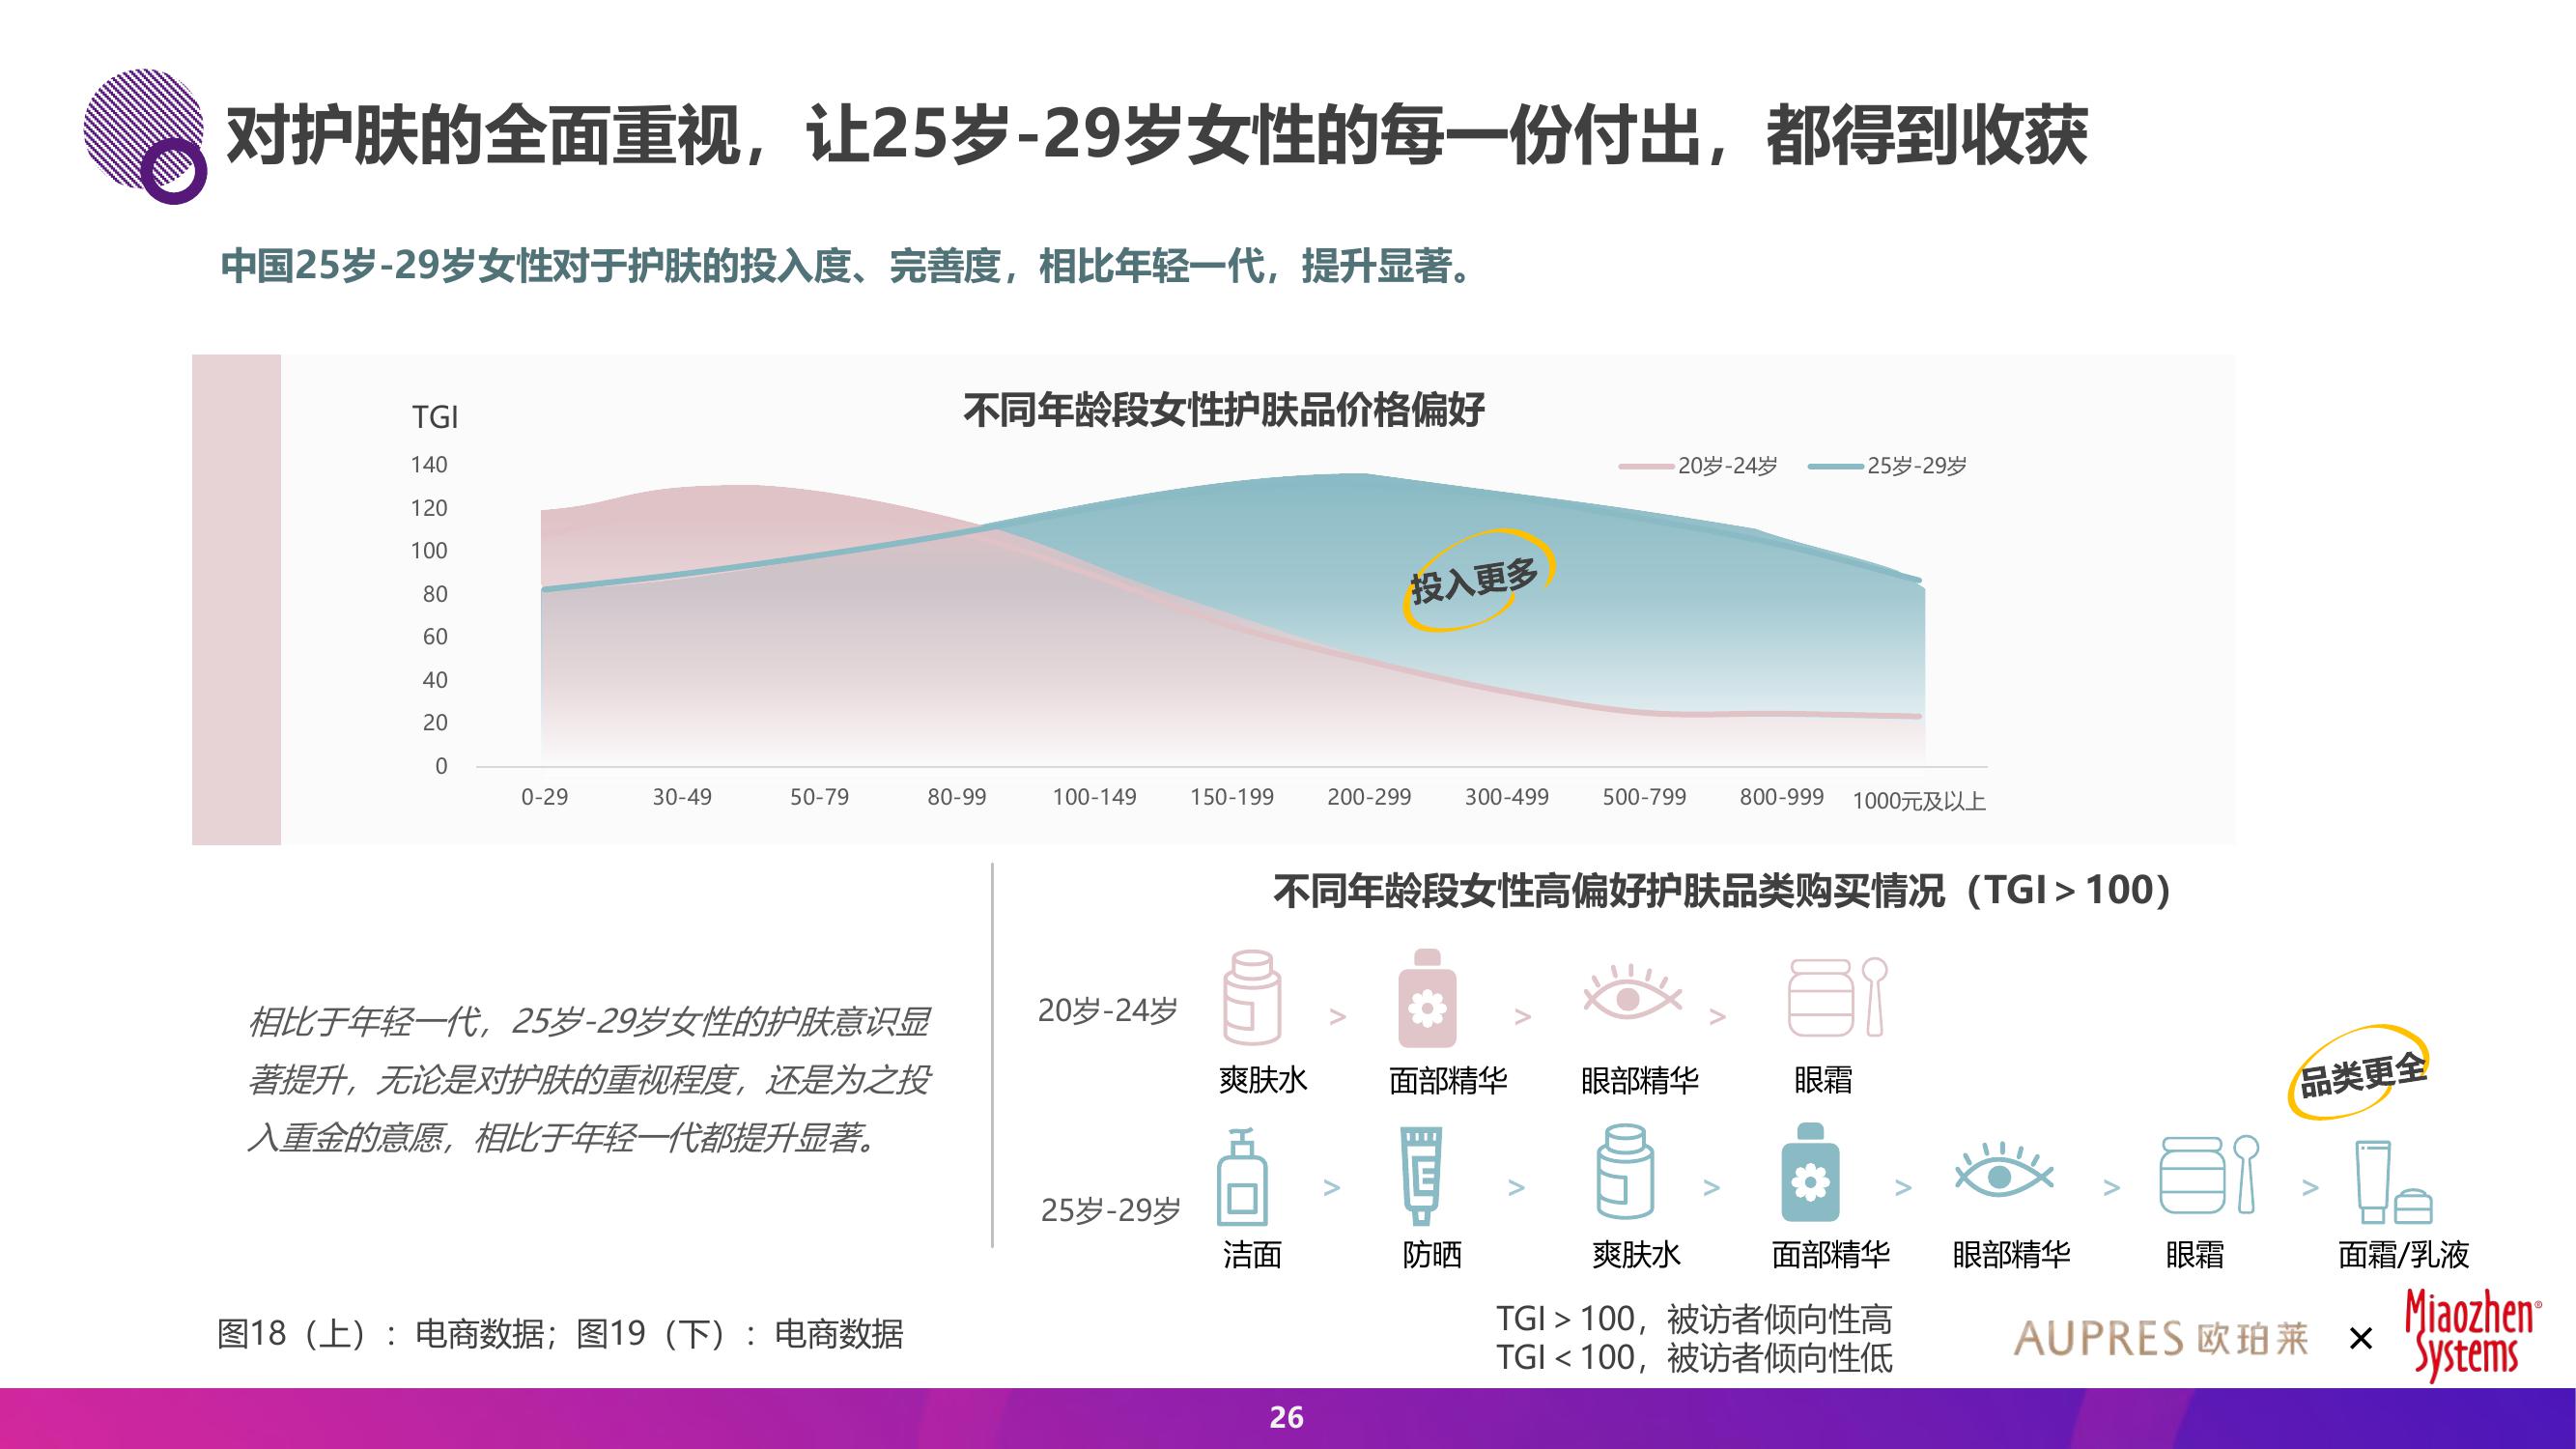 对护肤的全面重视，让25岁-29岁女性的每一份付出，都得到收获
中国25岁-29岁女性对于护肤的投入度、完善度，相比年轻一代，提升显著。
不同年龄段女性护肤品价格偏好
TGI
20岁-24岁 25岁-29岁
140
120
100
80
60
40
20
0
投入更多
0-29 30-49 50-79 80-99 100-149 150-199 200-299 300-499 500-799 800-999 1000元及以上
相比于年轻一代，25岁-29岁女性的护肤意识显
著提升，无论是对护肤的重视程度，还是为之投
入重金的意愿，相比于年轻一代都提升显著。
不同年龄段女性高偏好护肤品类购买情况（TGI＞100）
20岁-24岁 > > >
爽肤水 面部精华 眼部精华 眼霜
品类更全
25岁-29岁 > > > > > >
洁面 防晒 爽肤水 面部精华 眼部精华 眼霜 面霜/乳液
图18（上）：电商数据；图19（下）：电商数据
TGI＞100，被访者倾向性高
TGI＜100，被访者倾向性低
AUPRES 欧珀莱 × Miaozhen® Systems
26